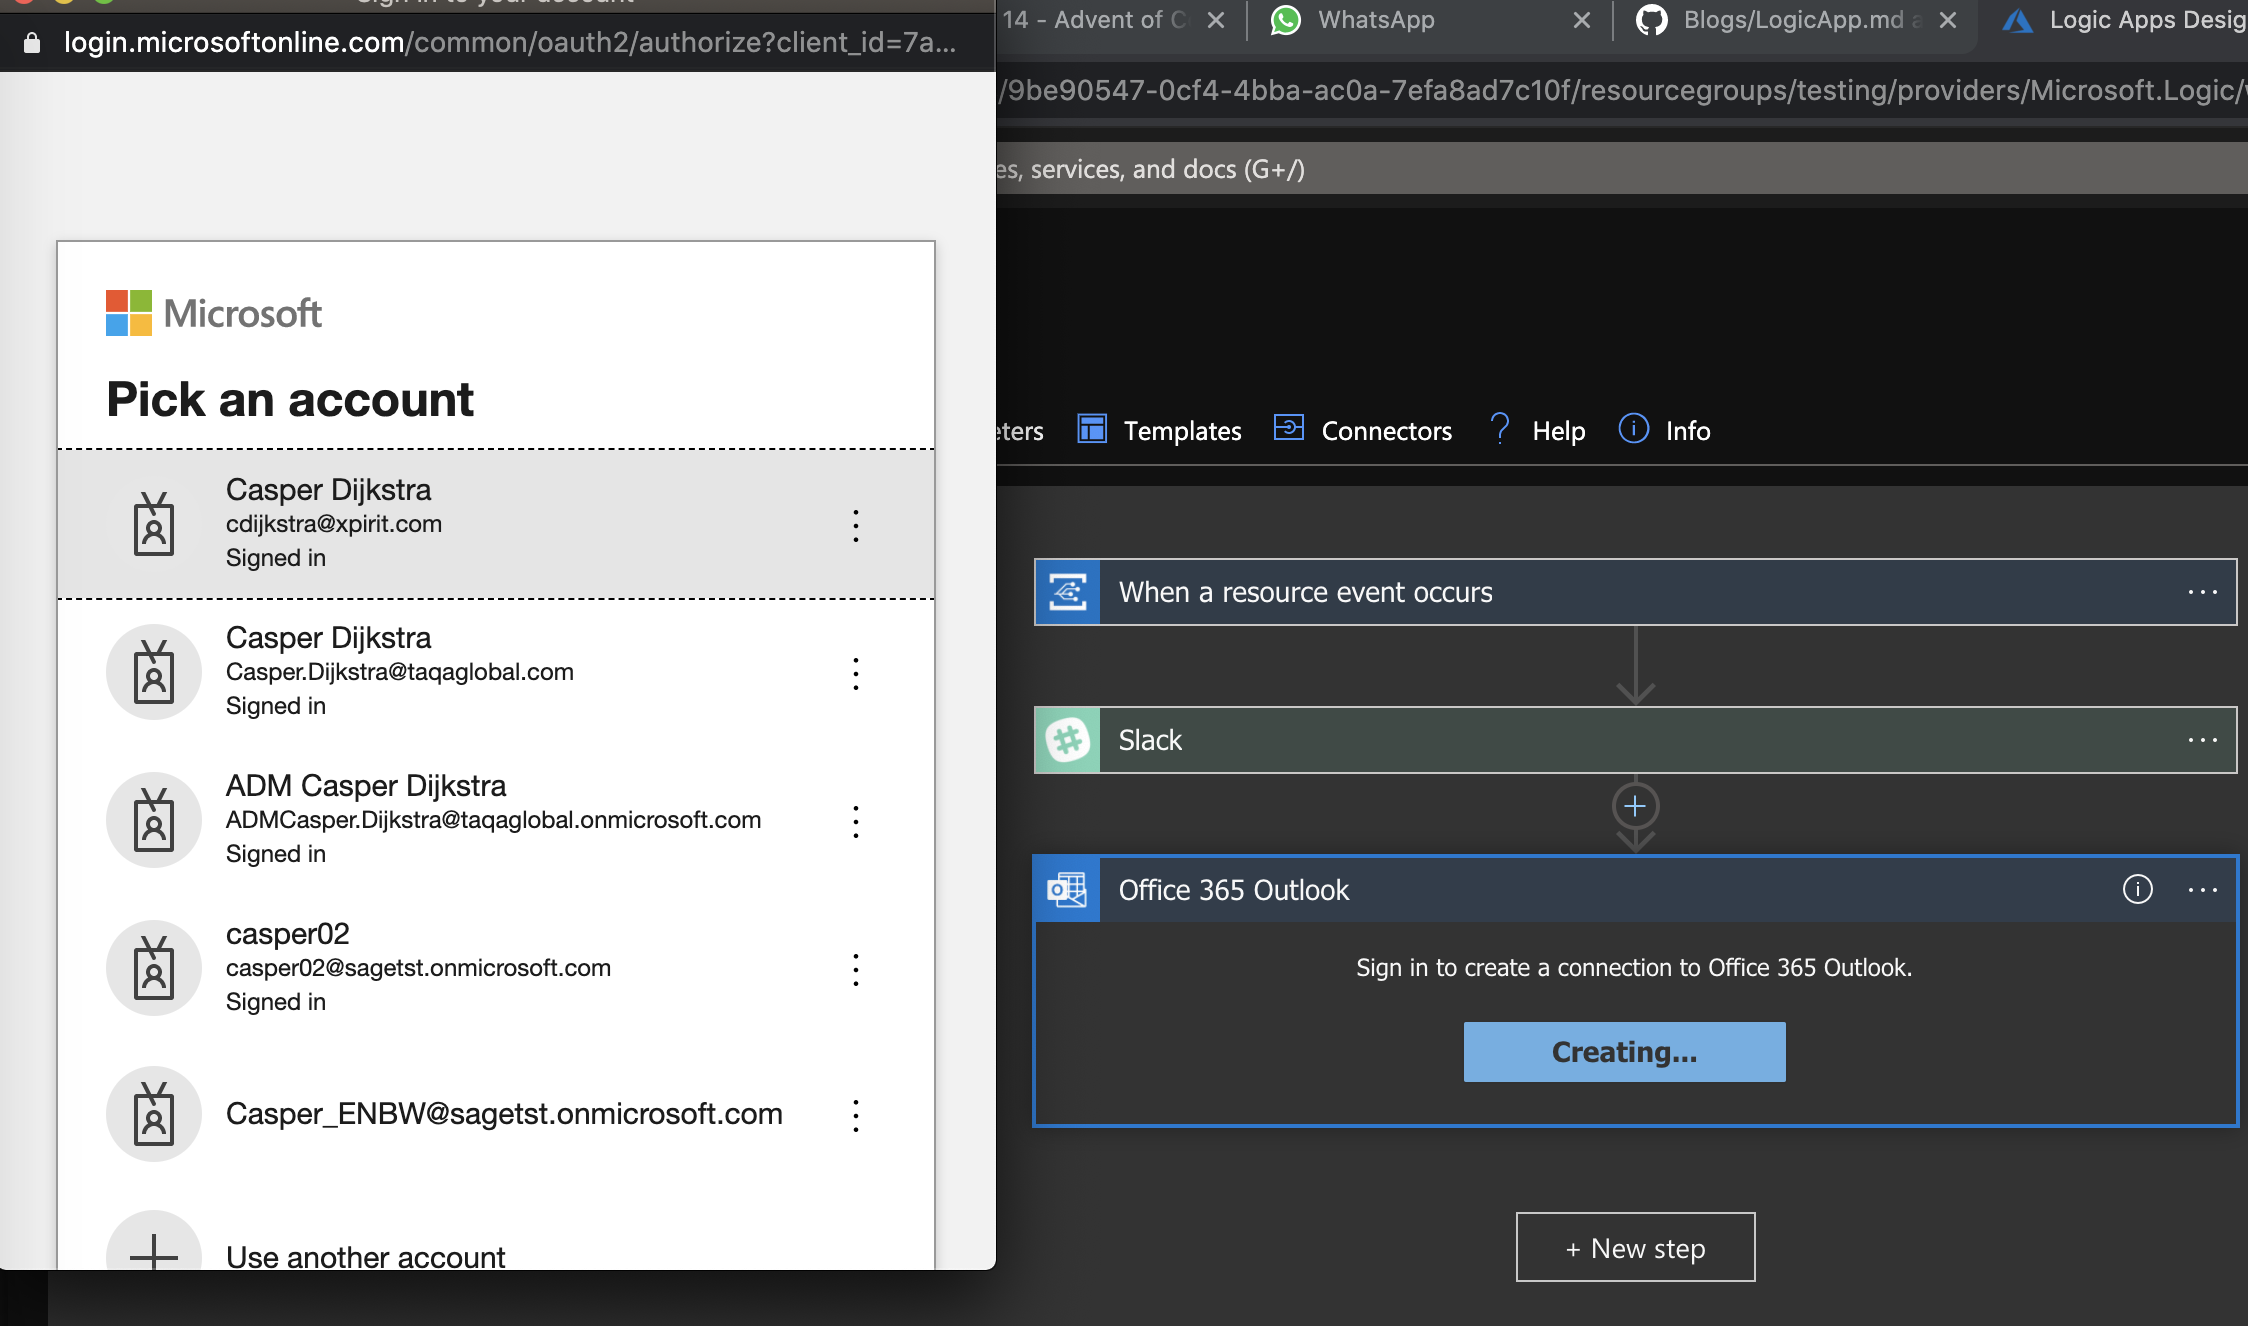 Sign in to your account
login.microsoftonline.com/common/oauth2/authorize?client_id=7a...
Microsoft
Pick an account
Casper Dijkstra
cdijkstra@xpirit.com
Signed in
Casper Dijkstra
Casper.Dijkstra@taqaglobal.com
Signed in
ADM Casper Dijkstra
ADMCasper.Dijkstra@taqaglobal.onmicrosoft.com
Signed in
casper02
casper02@sagetst.onmicrosoft.com
Signed in
Casper_ENBW@sagetst.onmicrosoft.com
Use another account
14 - Advent of C
WhatsApp
Blogs/LogicApp.md a
Logic Apps Desig
/9be90547-0cf4-4bba-ac0a-7efa8ad7c10f/resourcegroups/testing/providers/Microsoft.Logic/
es, services, and docs (G+/)
eters Templates Connectors Help Info
When a resource event occurs
Slack
Office 365 Outlook
Sign in to create a connection to Office 365 Outlook.
Creating...
+ New step